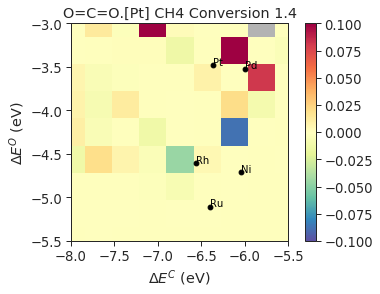 O=C=O.[Pt] CH4 Conversion 1.4
−3.0
−3.5
−4.0
−4.5
−5.0
−5.5
ΔE^O (eV)
Pt
Pd
Rh
Ni
Ru
−8.0 −7.5 −7.0 −6.5 −6.0 −5.5
ΔE^C (eV)
0.100
0.075
0.050
0.025
0.000
−0.025
−0.050
−0.075
−0.100